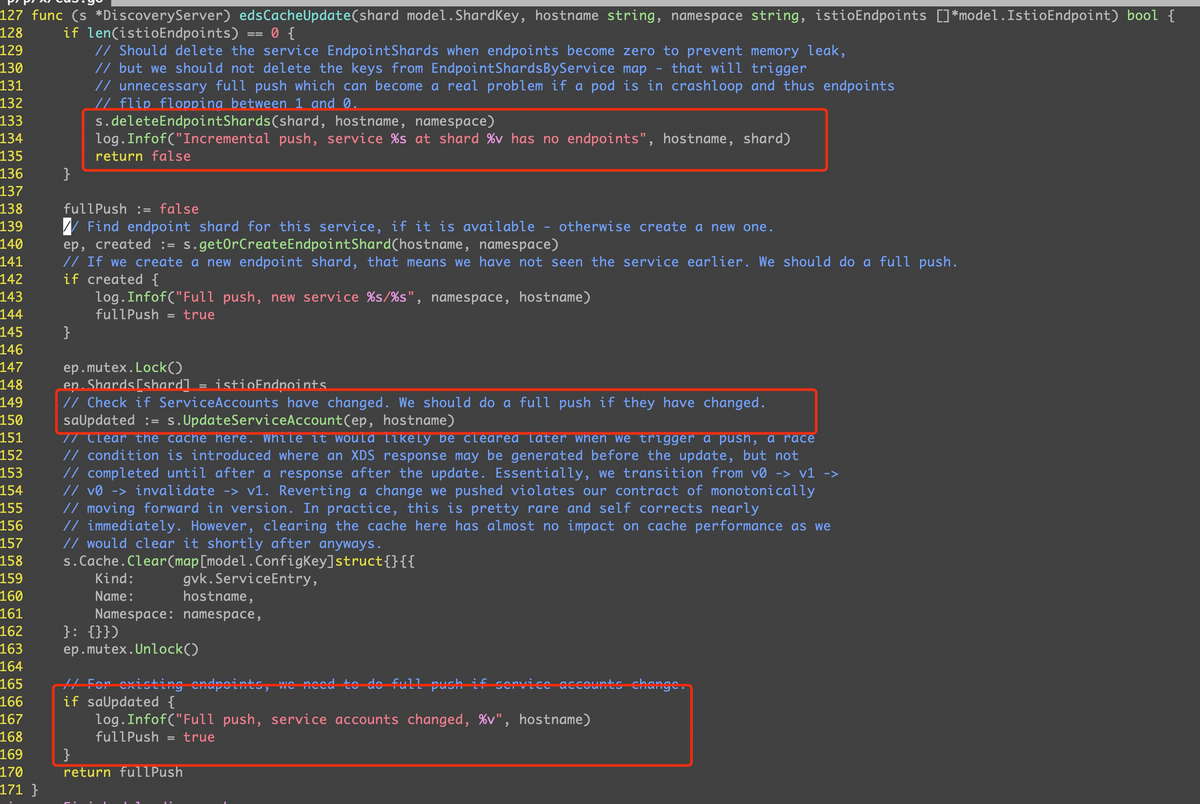 127 func (s *DiscoveryServer) edsCacheUpdate(shard model.ShardKey, hostname string, namespace string, istioEndpoints []*model.IstioEndpoint) bool {
128     if len(istioEndpoints) == 0 {
129         // Should delete the service EndpointShards when endpoints become zero to prevent memory leak,
130         // but we should not delete the keys from EndpointShardsByService map - that will trigger
131         // unnecessary full push which can become a real problem if a pod is in crashloop and thus endpoints
132         // flip flopping between 1 and 0.
133         s.deleteEndpointShards(shard, hostname, namespace)
134         log.Infof("Incremental push, service %s at shard %v has no endpoints", hostname, shard)
135         return false
136     }
137
138     fullPush := false
139     // Find endpoint shard for this service, if it is available - otherwise create a new one.
140     ep, created := s.getOrCreateEndpointShard(hostname, namespace)
141     // If we create a new endpoint shard, that means we have not seen the service earlier. We should do a full push.
142     if created {
143         log.Infof("Full push, new service %s/%s", namespace, hostname)
144         fullPush = true
145     }
146
147     ep.mutex.Lock()
148     ep.Shards[shard] = istioEndpoints
149     // Check if ServiceAccounts have changed. We should do a full push if they have changed.
150     saUpdated := s.UpdateServiceAccount(ep, hostname)
151     // Clear the cache here. While it would likely be cleared later when we trigger a push, a race
152     // condition is introduced where an XDS response may be generated before the update, but not
153     // completed until after a response after the update. Essentially, we transition from v0 -> v1 ->
154     // v0 -> invalidate -> v1. Reverting a change we pushed violates our contract of monotonically
155     // moving forward in version. In practice, this is pretty rare and self corrects nearly
156     // immediately. However, clearing the cache here has almost no impact on cache performance as we
157     // would clear it shortly after anyways.
158     s.Cache.Clear(map[model.ConfigKey]struct{}{{
159         Kind:      gvk.ServiceEntry,
160         Name:      hostname,
161         Namespace: namespace,
162     }: {}})
163     ep.mutex.Unlock()
164
165     // For existing endpoints, we need to do full push if service accounts change.
166     if saUpdated {
167         log.Infof("Full push, service accounts changed, %v", hostname)
168         fullPush = true
169     }
170     return fullPush
171 }